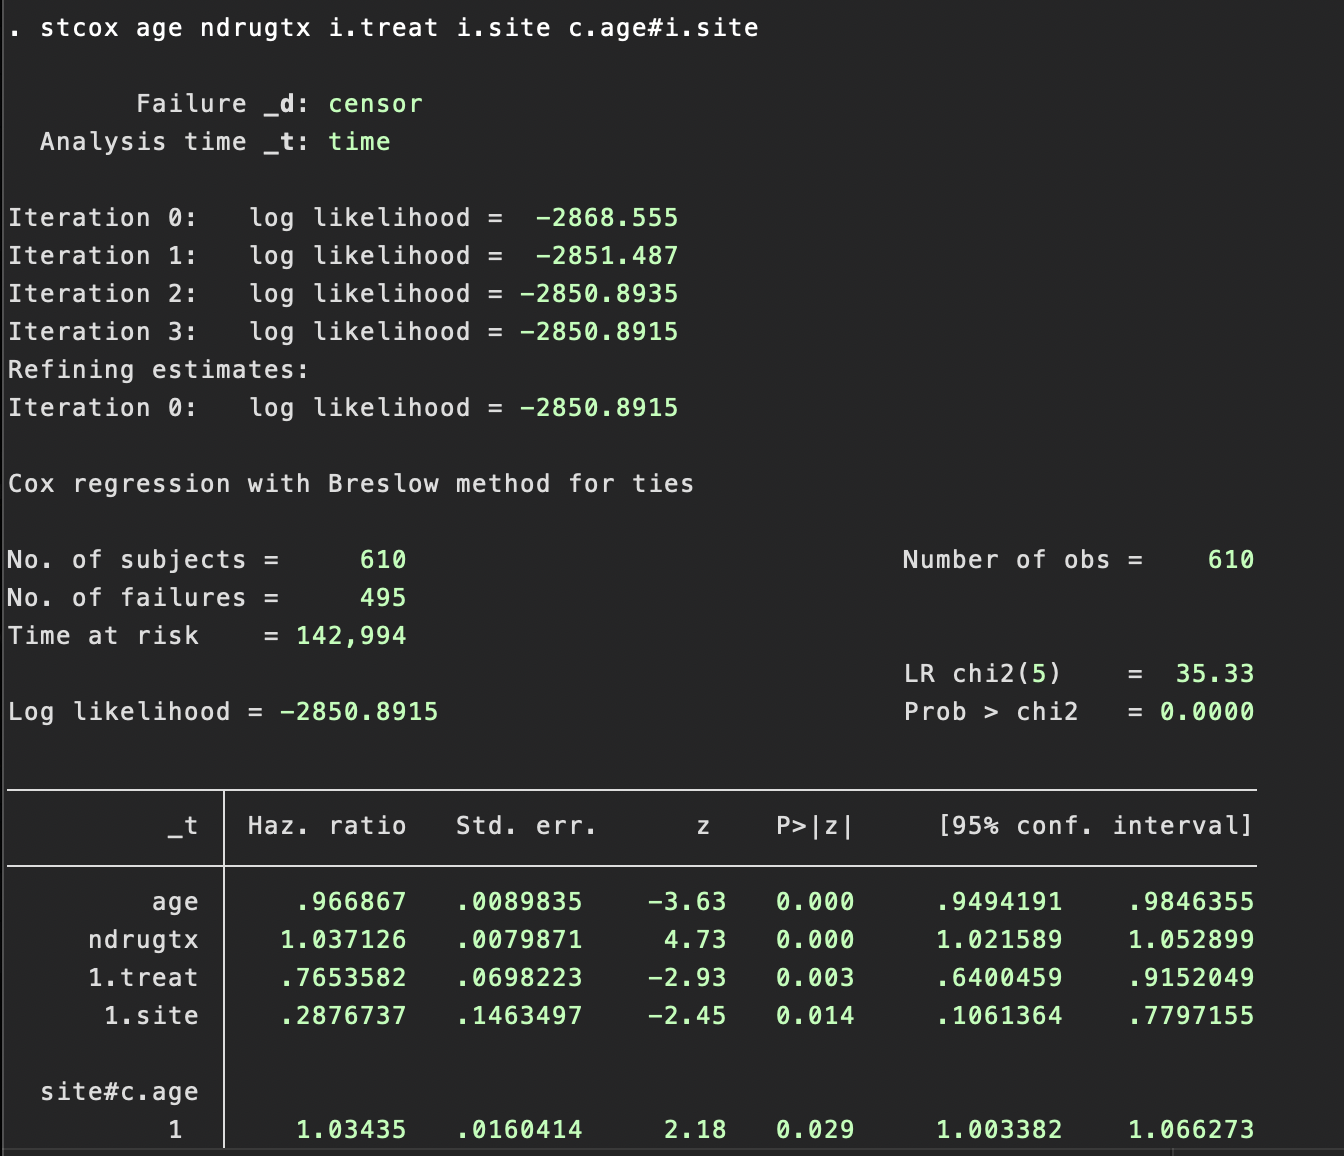 . stcox age ndrugtx i.treat i.site c.age#i.site
Failure _d: censor
Analysis time _t: time
Iteration 0:   log likelihood =  -2868.555
Iteration 1:   log likelihood =  -2851.487
Iteration 2:   log likelihood = -2850.8935
Iteration 3:   log likelihood = -2850.8915
Refining estimates:
Iteration 0:   log likelihood = -2850.8915
Cox regression with Breslow method for ties
No. of subjects =     610                               Number of obs =    610
No. of failures =     495
Time at risk    = 142,994
LR chi2(5)    =  35.33
Log likelihood = -2850.8915                             Prob > chi2   = 0.0000
_t   Haz. ratio   Std. err.      z    P>|z|     [95% conf. interval]
age   .966867   .0089835    -3.63   0.000     .9494191    .9846355
ndrugtx   1.037126   .0079871     4.73   0.000     1.021589    1.052899
1.treat   .7653582   .0698223    -2.93   0.003     .6400459    .9152049
1.site   .2876737   .1463497    -2.45   0.014     .1061364    .7797155
site#c.age
1   1.03435   .0160414     2.18   0.029     1.003382    1.066273